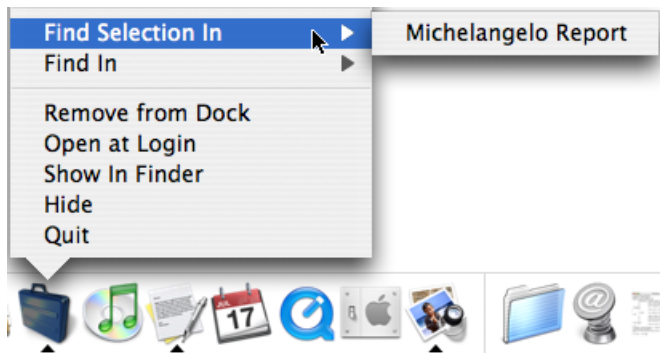 Find Selection In
Michelangelo Report
Find In
Remove from Dock
Open at Login
Show In Finder
Hide
Quit
JUL
17
@